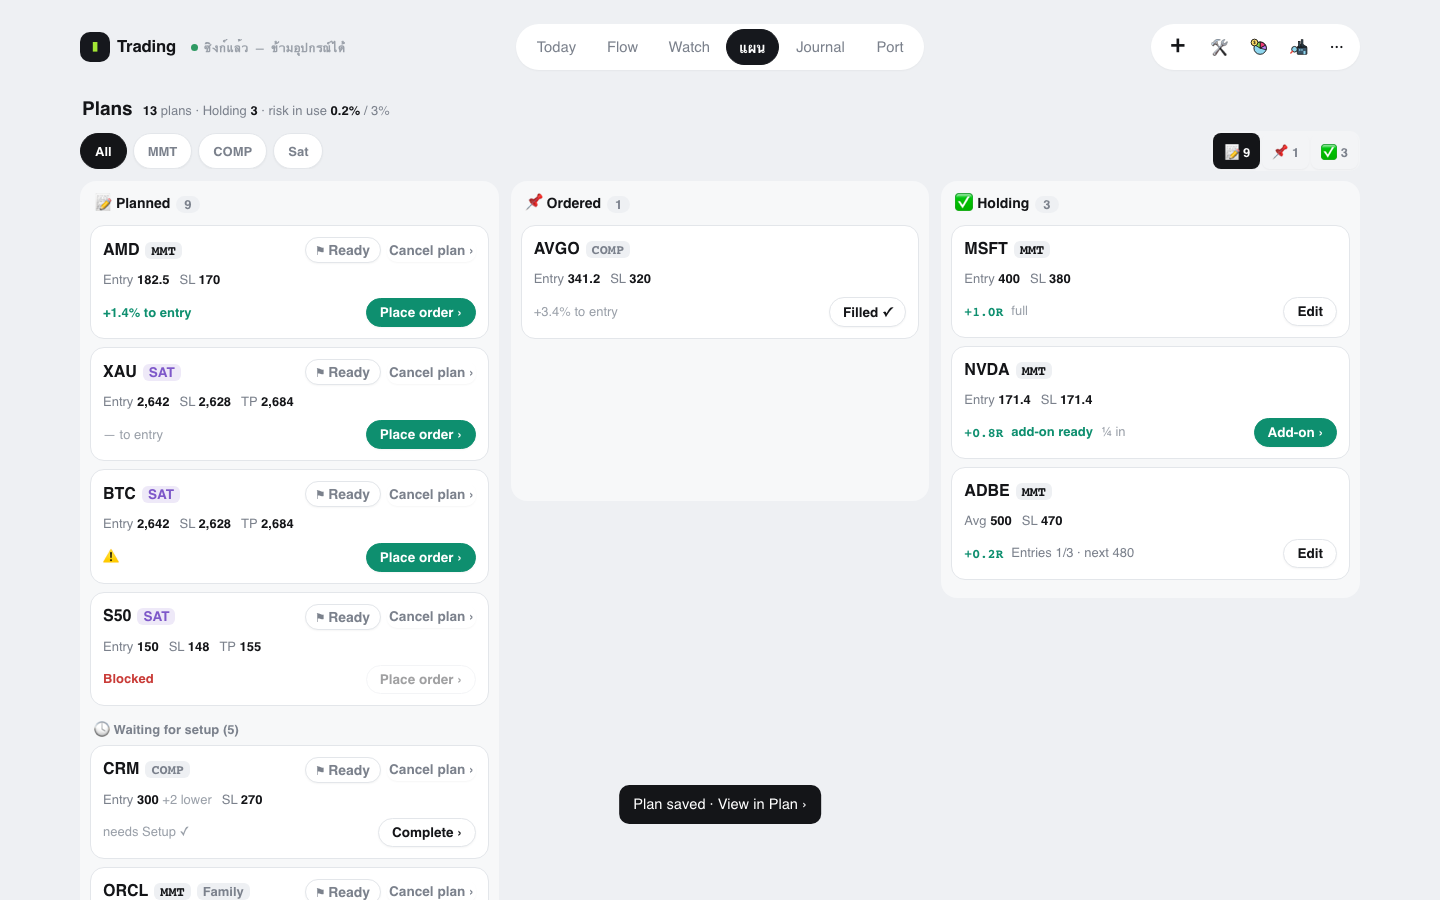 Trading
ซิงก์แล้ว — ข้ามอุปกรณ์ได้
Today Flow Watch แผน Journal Port
Plans 13 plans · Holding 3 · risk in use 0.2% / 3%
All MMT COMP Sat
9 1 3
Planned 9
AMD MMT Ready Cancel plan ›
Entry 182.5 SL 170
+1.4% to entry Place order ›
XAU SAT Ready Cancel plan ›
Entry 2,642 SL 2,628 TP 2,684
— to entry Place order ›
BTC SAT Ready Cancel plan ›
Entry 2,642 SL 2,628 TP 2,684
Place order ›
S50 SAT Ready Cancel plan ›
Entry 150 SL 148 TP 155
Blocked Place order ›
Waiting for setup (5)
CRM COMP Ready Cancel plan ›
Entry 300 +2 lower SL 270
needs Setup ✓ Complete ›
ORCL MMT Family Ready Cancel plan ›
Ordered 1
AVGO COMP
Entry 341.2 SL 320
+3.4% to entry Filled ✓
Holding 3
MSFT MMT
Entry 400 SL 380
+1.0R full Edit
NVDA MMT
Entry 171.4 SL 171.4
+0.8R add-on ready ¼ in Add-on ›
ADBE MMT
Avg 500 SL 470
+0.2R Entries 1/3 · next 480 Edit
Plan saved · View in Plan ›